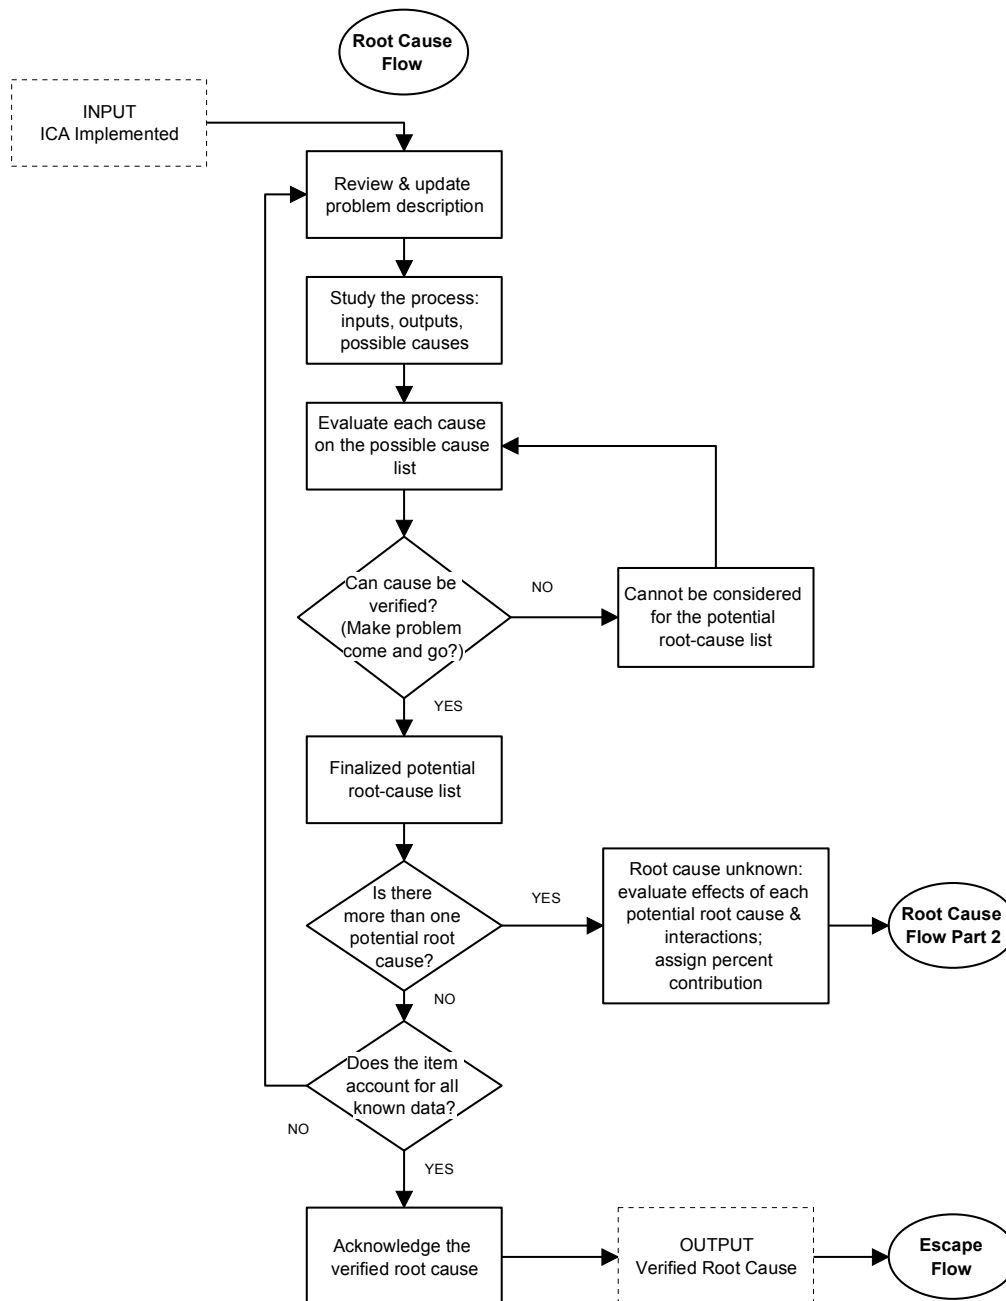 Root Cause
Flow
INPUT
ICA Implemented
Review & update
problem description
Study the process:
inputs, outputs,
possible causes
Evaluate each cause
on the possible cause
list
Can cause be
verified?
(Make problem
come and go?)
NO
Cannot be considered
for the potential
root-cause list
YES
Finalized potential
root-cause list
Is there
more than one
potential root
cause?
YES
Root cause unknown:
evaluate effects of each
potential root cause &
interactions;
assign percent
contribution
Root Cause
Flow Part 2
NO
Does the item
account for all
known data?
NO
YES
Acknowledge the
verified root cause
OUTPUT
Verified Root Cause
Escape
Flow